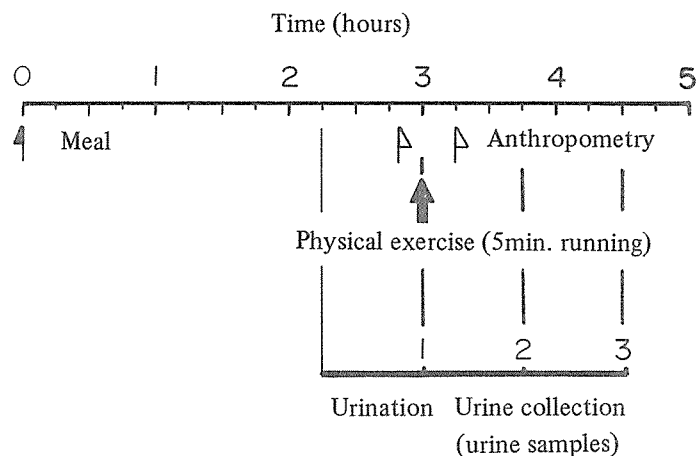 Time (hours)
0 1 2 3 4 5
Meal Anthropometry
Physical exercise (5min. running)
1 2 3
Urination Urine collection
(urine samples)